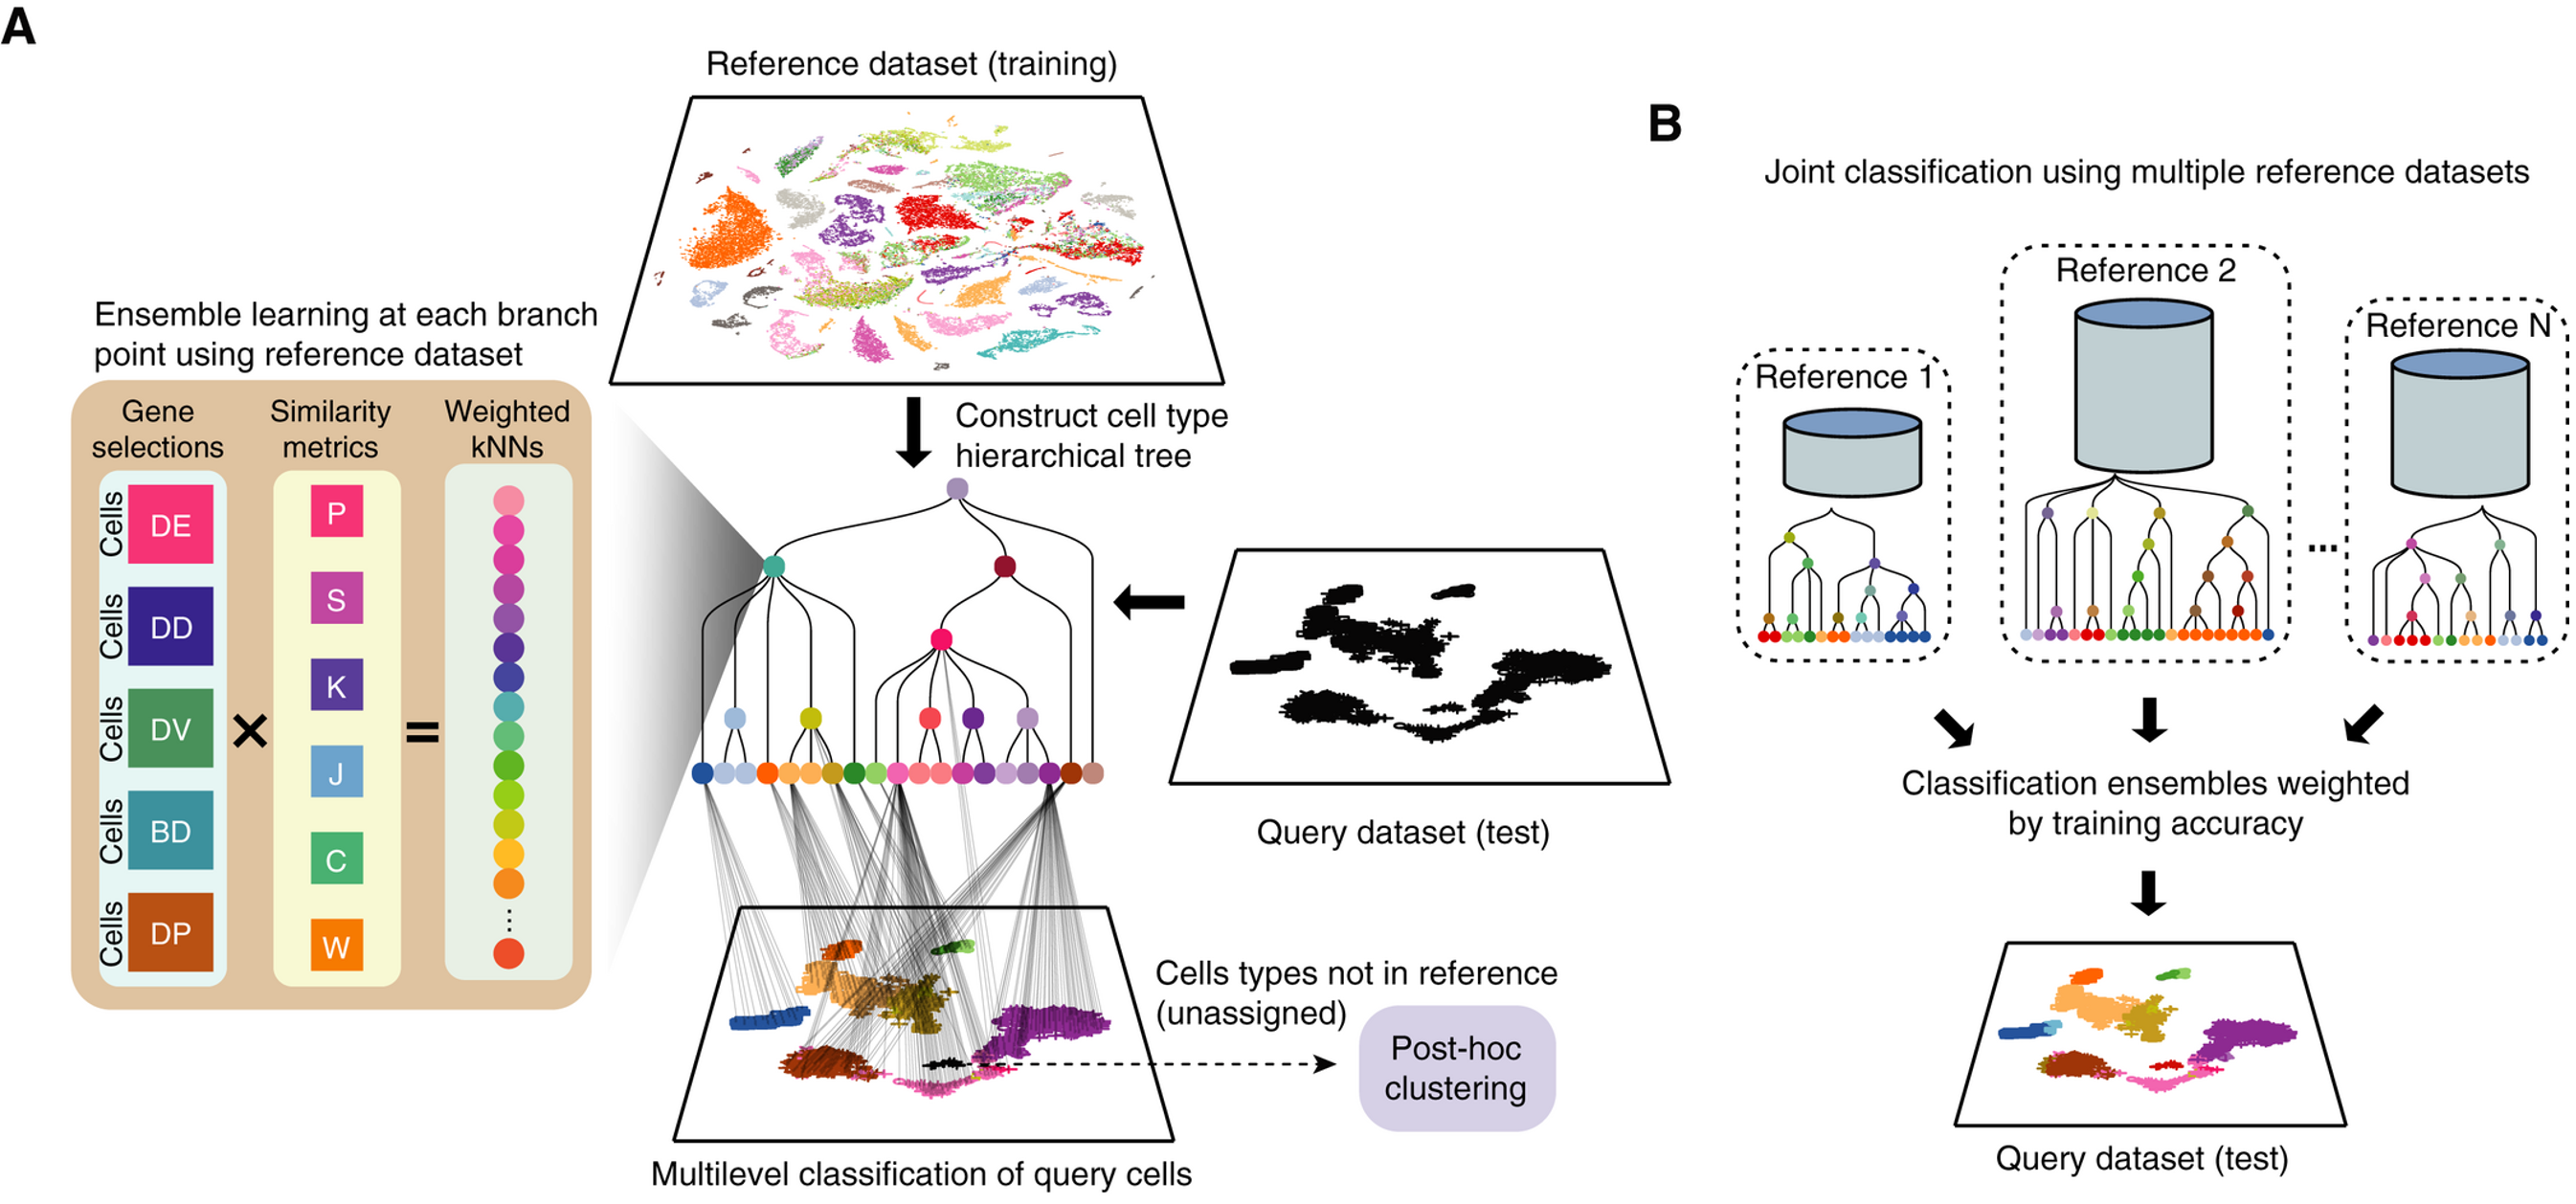 A
Reference dataset (training)
Ensemble learning at each branch
point using reference dataset
Gene
selections
Similarity
metrics
Weighted
kNNs
Cells
DE
Cells
DD
Cells
DV
Cells
BD
Cells
DP
×
P
S
K
J
C
W
=
Construct cell type
hierarchical tree
Query dataset (test)
Cells types not in reference
(unassigned)
Post-hoc
clustering
Multilevel classification of query cells
B
Joint classification using multiple reference datasets
Reference 1
Reference 2
...
Reference N
Classification ensembles weighted
by training accuracy
Query dataset (test)